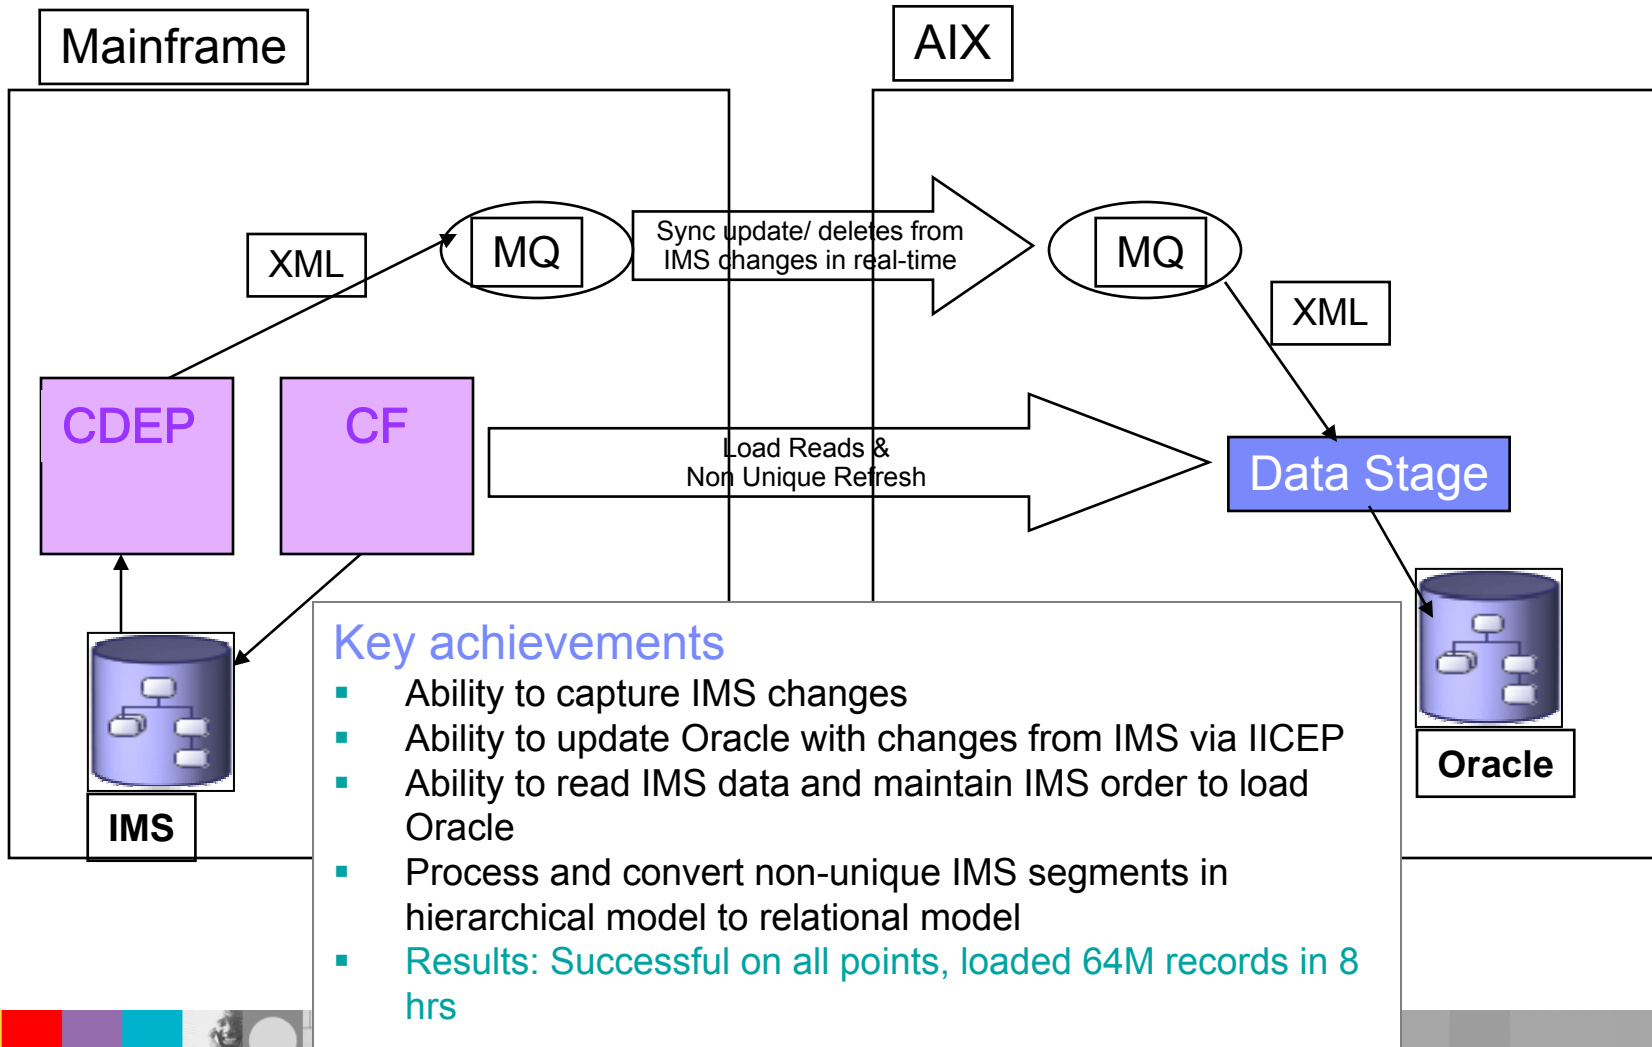 Mainframe
AIX
XML
MQ
Sync update/ deletes from
IMS changes in real-time
MQ
XML
CDEP
CF
Load Reads &
Non Unique Refresh
Data Stage
IMS
Oracle
Key achievements
Ability to capture IMS changes
Ability to update Oracle with changes from IMS via IICEP
Ability to read IMS data and maintain IMS order to load
Oracle
Process and convert non-unique IMS segments in
hierarchical model to relational model
Results: Successful on all points, loaded 64M records in 8
hrs